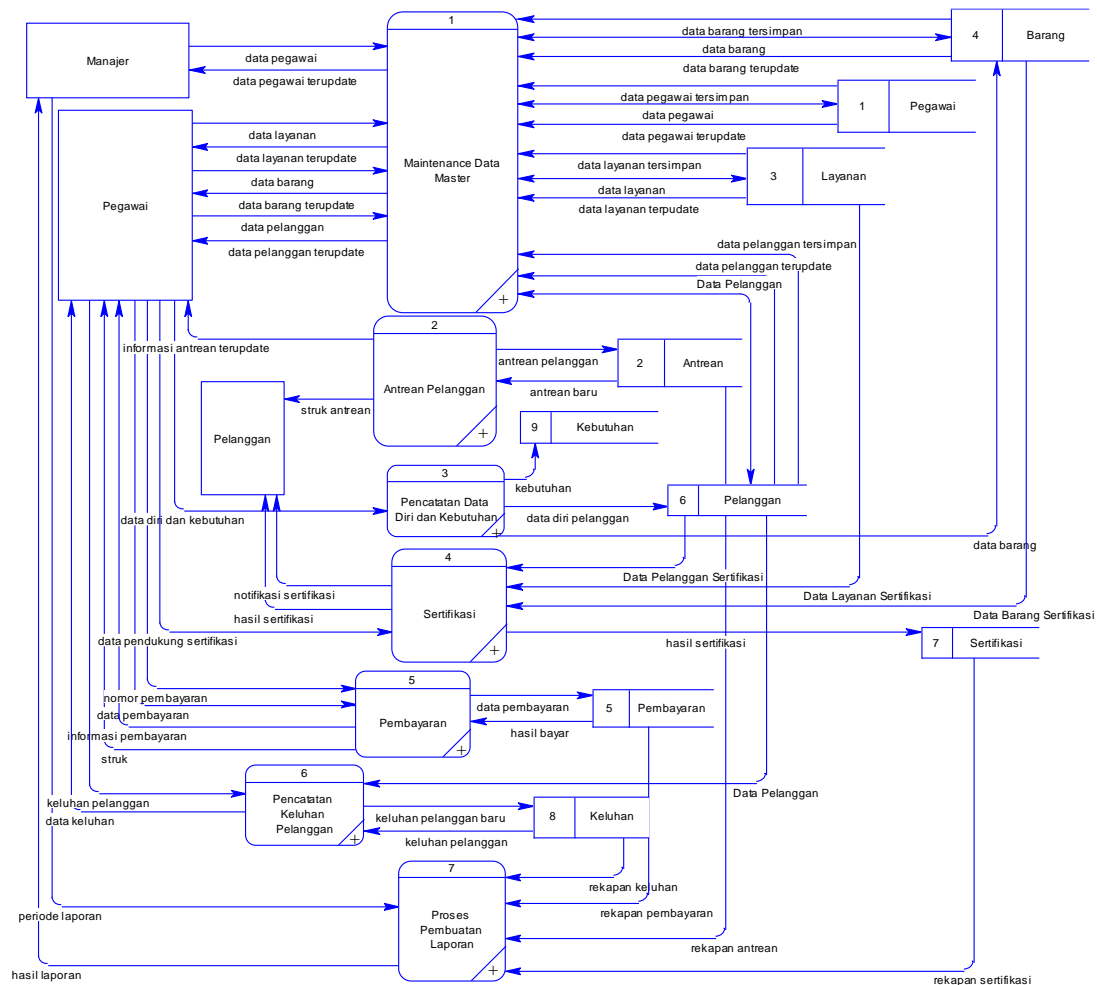 1
data barang tersimpan
4
Barang
Manajer
data pegawai
data barang
data pegawai terupdate
data barang terupdate
data pegawai tersimpan
1
Pegawai
data pegawai
data layanan
data pegawai terupdate
data layanan terupdate
Maintenance Data
Master
data layanan tersimpan
3
Layanan
data barang
data layanan
Pegawai
data barang terupdate
data layanan terpudate
data pelanggan
data pelanggan terupdate
data pelanggan tersimpan
data pelanggan terupdate
Data Pelanggan
+
2
informasi antrean terupdate
antrean pelanggan
2
Antrean
Antrean Pelanggan
antrean baru
struk antrean
+
Pelanggan
9
Kebutuhan
3
kebutuhan
Pencatatan Data
Diri dan Kebutuhan
6
Pelanggan
data diri dan kebutuhan
data diri pelanggan
+
data barang
4
Data Pelanggan Sertifikasi
notifikasi sertifikasi
Data Layanan Sertifikasi
Sertifikasi
hasil sertifikasi
Data Barang Sertifikasi
data pendukung sertifikasi
hasil sertifikasi
7
Sertifikasi
+
5
nomor pembayaran
data pembayaran
data pembayaran
5
Pembayaran
Pembayaran
informasi pembayaran
hasil bayar
struk
+
6
keluhan pelanggan
Data Pelanggan
data keluhan
Pencatatan
Keluhan
Pelanggan
keluhan pelanggan baru
8
Keluhan
+
keluhan pelanggan
7
rekapan keluhan
periode laporan
rekapan pembayaran
Proses
Pembuatan
Laporan
rekapan antrean
hasil laporan
+
rekapan sertifikasi